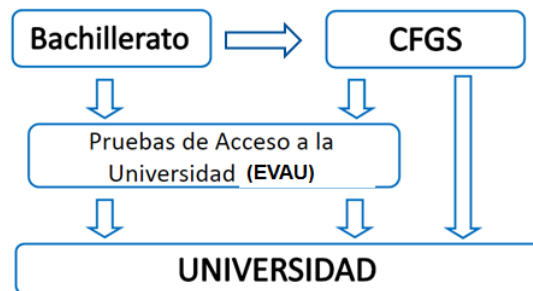 Bachillerato
CFGS
Pruebas de Acceso a la
Universidad (EVAU)
UNIVERSIDAD